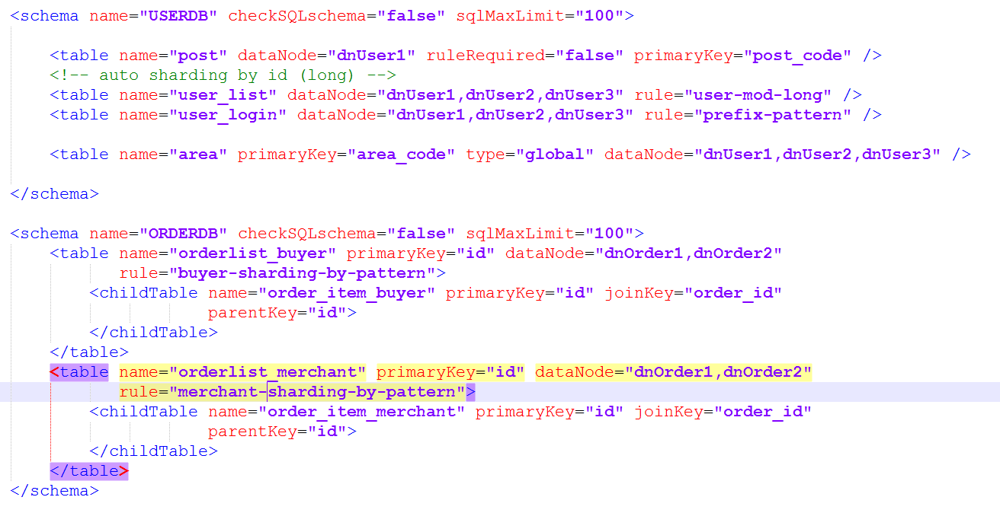 <schema name="USERDB" checkSQLschema="false" sqlMaxLimit="100">
<table name="post" dataNode="dnUser1" ruleRequired="false" primaryKey="post_code" />
<!-- auto sharding by id (long) -->
<table name="user_list" dataNode="dnUser1,dnUser2,dnUser3" rule="user-mod-long" />
<table name="user_login" dataNode="dnUser1,dnUser2,dnUser3" rule="prefix-pattern" />
<table name="area" primaryKey="area_code" type="global" dataNode="dnUser1,dnUser2,dnUser3" />
</schema>
<schema name="ORDERDB" checkSQLschema="false" sqlMaxLimit="100">
<table name="orderlist_buyer" primaryKey="id" dataNode="dnOrder1,dnOrder2"
rule="buyer-sharding-by-pattern">
<childTable name="order_item_buyer" primaryKey="id" joinKey="order_id"
parentKey="id">
</childTable>
</table>
<table name="orderlist_merchant" primaryKey="id" dataNode="dnOrder1,dnOrder2"
rule="merchant-sharding-by-pattern">
<childTable name="order_item_merchant" primaryKey="id" joinKey="order_id"
parentKey="id">
</childTable>
</table>
</schema>